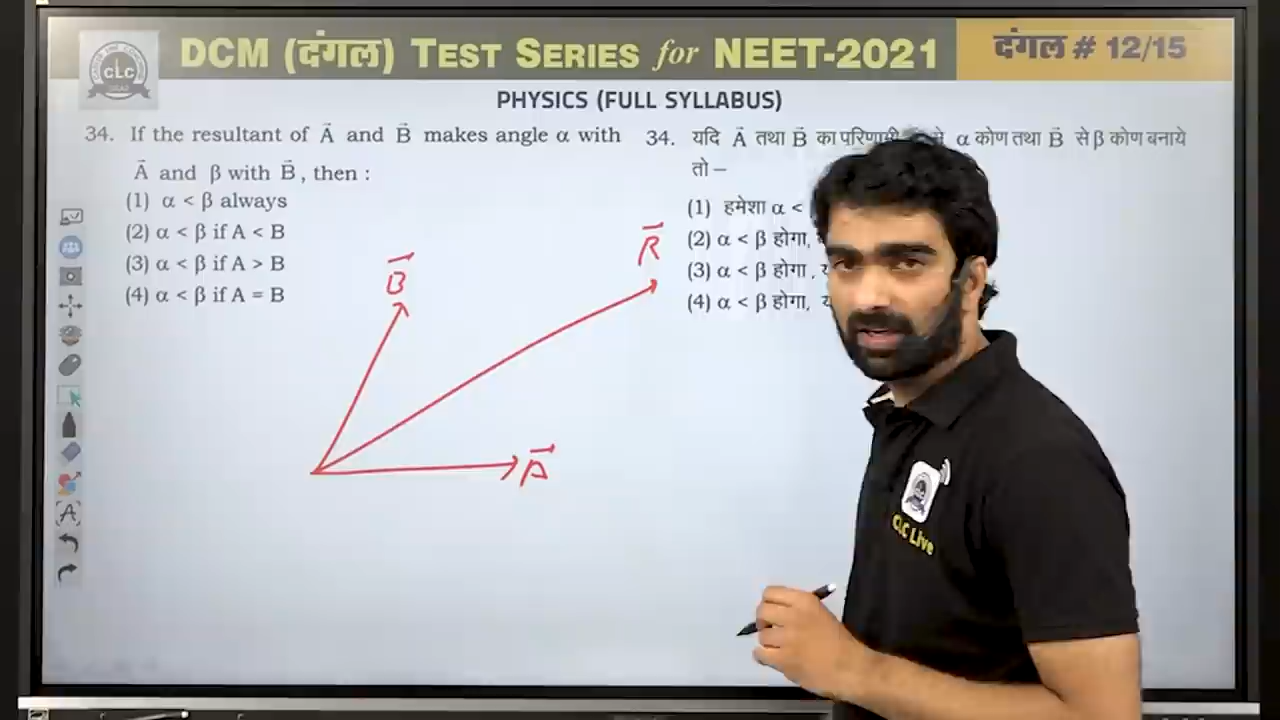 DCM (दंगल) TEST SERIES for NEET-2021
दंगल # 12/15
CLC
PHYSICS (FULL SYLLABUS)
34. If the resultant of A⃗ and B⃗ makes angle α with
A⃗ and β with B⃗, then :
(1) α < β always
(2) α < β if A < B
(3) α < β if A > B
(4) α < β if A = B
34. यदि A⃗ तथा B⃗ का परिणामी α कोण तथा B⃗ से β कोण बनाये
तो –
(1) हमेशा α <
(2) α < β होगा,
(3) α < β होगा,
(4) α < β होगा,
B⃗
R⃗
A⃗
CLC Live